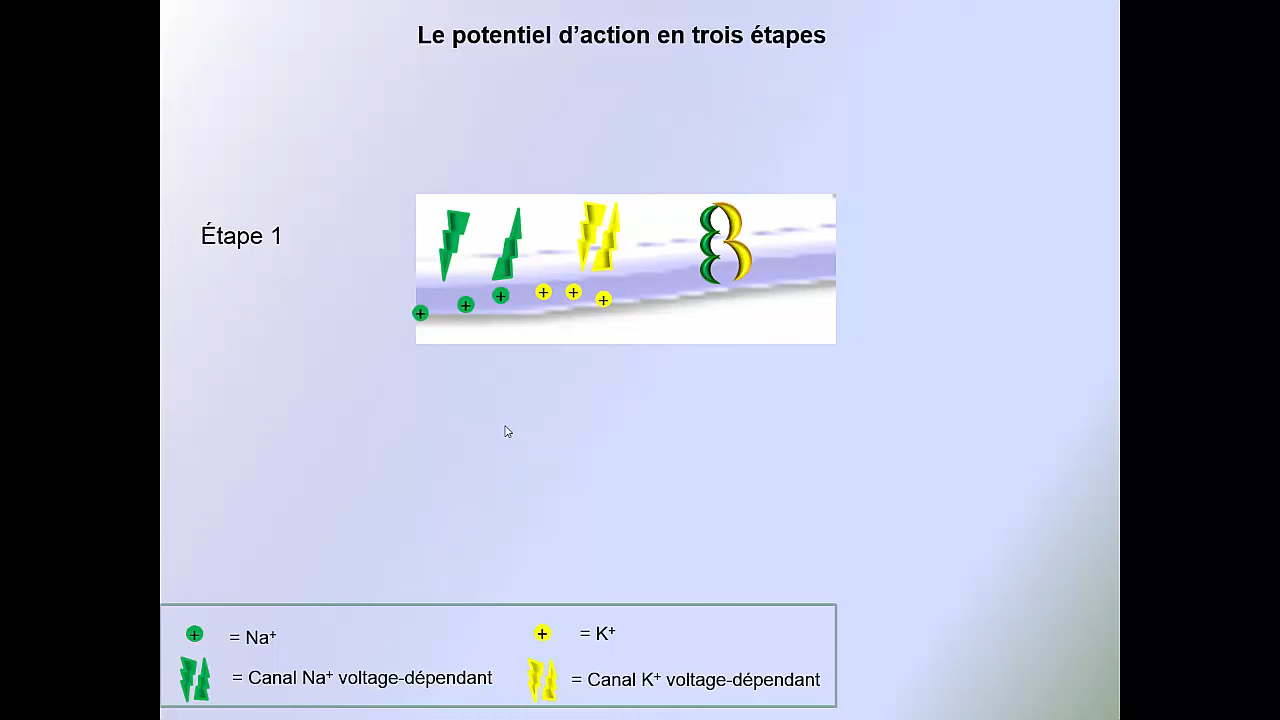 Le potentiel d’action en trois étapes
Étape 1
+ + + + + +
+ = Na⁺
+ = K⁺
= Canal Na⁺ voltage-dépendant
= Canal K⁺ voltage-dépendant